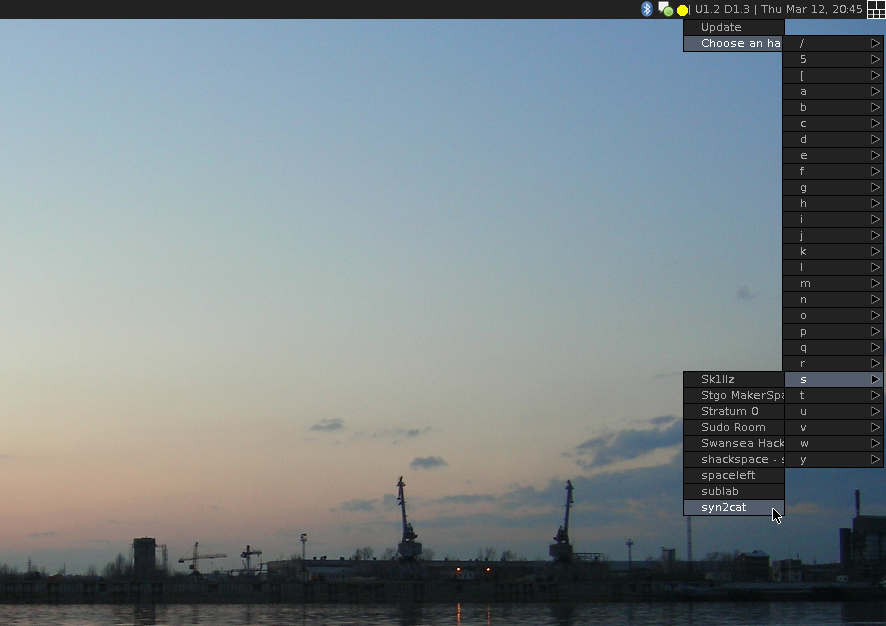 U1.2 D1.3 | Thu Mar 12, 20:45
Update
Choose an ha
/
5
[
a
b
c
d
e
f
g
h
i
j
k
l
m
n
o
p
q
r
s
t
u
v
w
y
Sk1llz
Stgo MakerSpa
Stratum 0
Sudo Room
Swansea Hack
shackspace - s
spaceleft
sublab
syn2cat